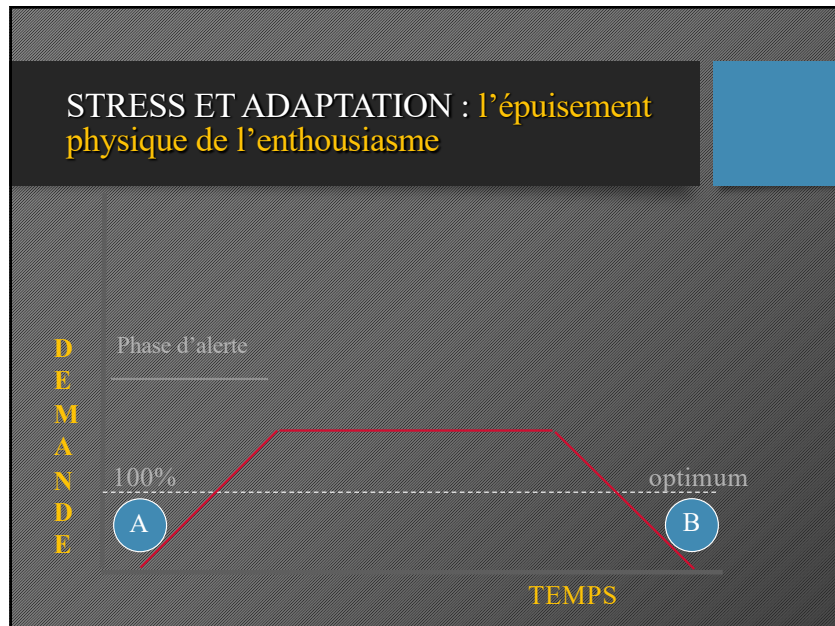 STRESS ET ADAPTATION : l’épuisement
physique de l’enthousiasme
Phase d’alerte
D
E
M
A
N
D
E
100%
optimum
A
B
TEMPS